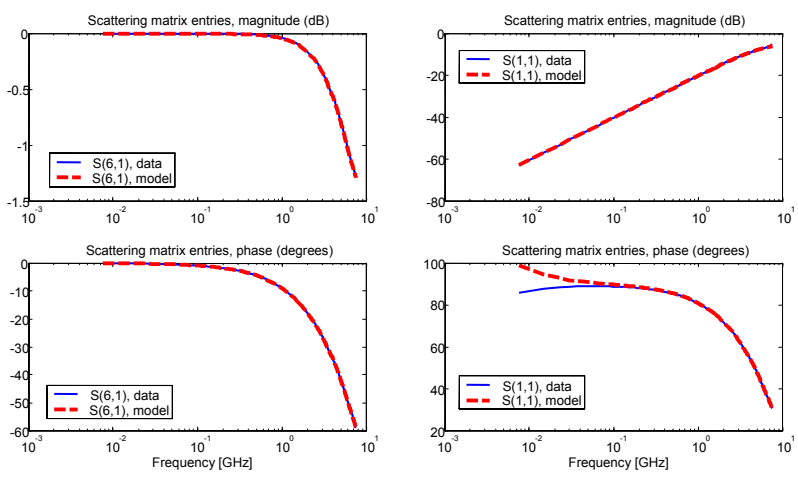 Scattering matrix entries, magnitude (dB)
0
-0.5
-1
-1.5
10^-3
10^-2
10^-1
10^0
10^1
S(6,1), data
S(6,1), model
Scattering matrix entries, magnitude (dB)
0
-20
-40
-60
-80
10^-3
10^-2
10^-1
10^0
10^1
S(1,1), data
S(1,1), model
Scattering matrix entries, phase (degrees)
0
-10
-20
-30
-40
-50
-60
10^-3
10^-2
10^-1
10^0
10^1
S(6,1), data
S(6,1), model
Frequency [GHz]
Scattering matrix entries, phase (degrees)
100
80
60
40
20
10^-3
10^-2
10^-1
10^0
10^1
S(1,1), data
S(1,1), model
Frequency [GHz]